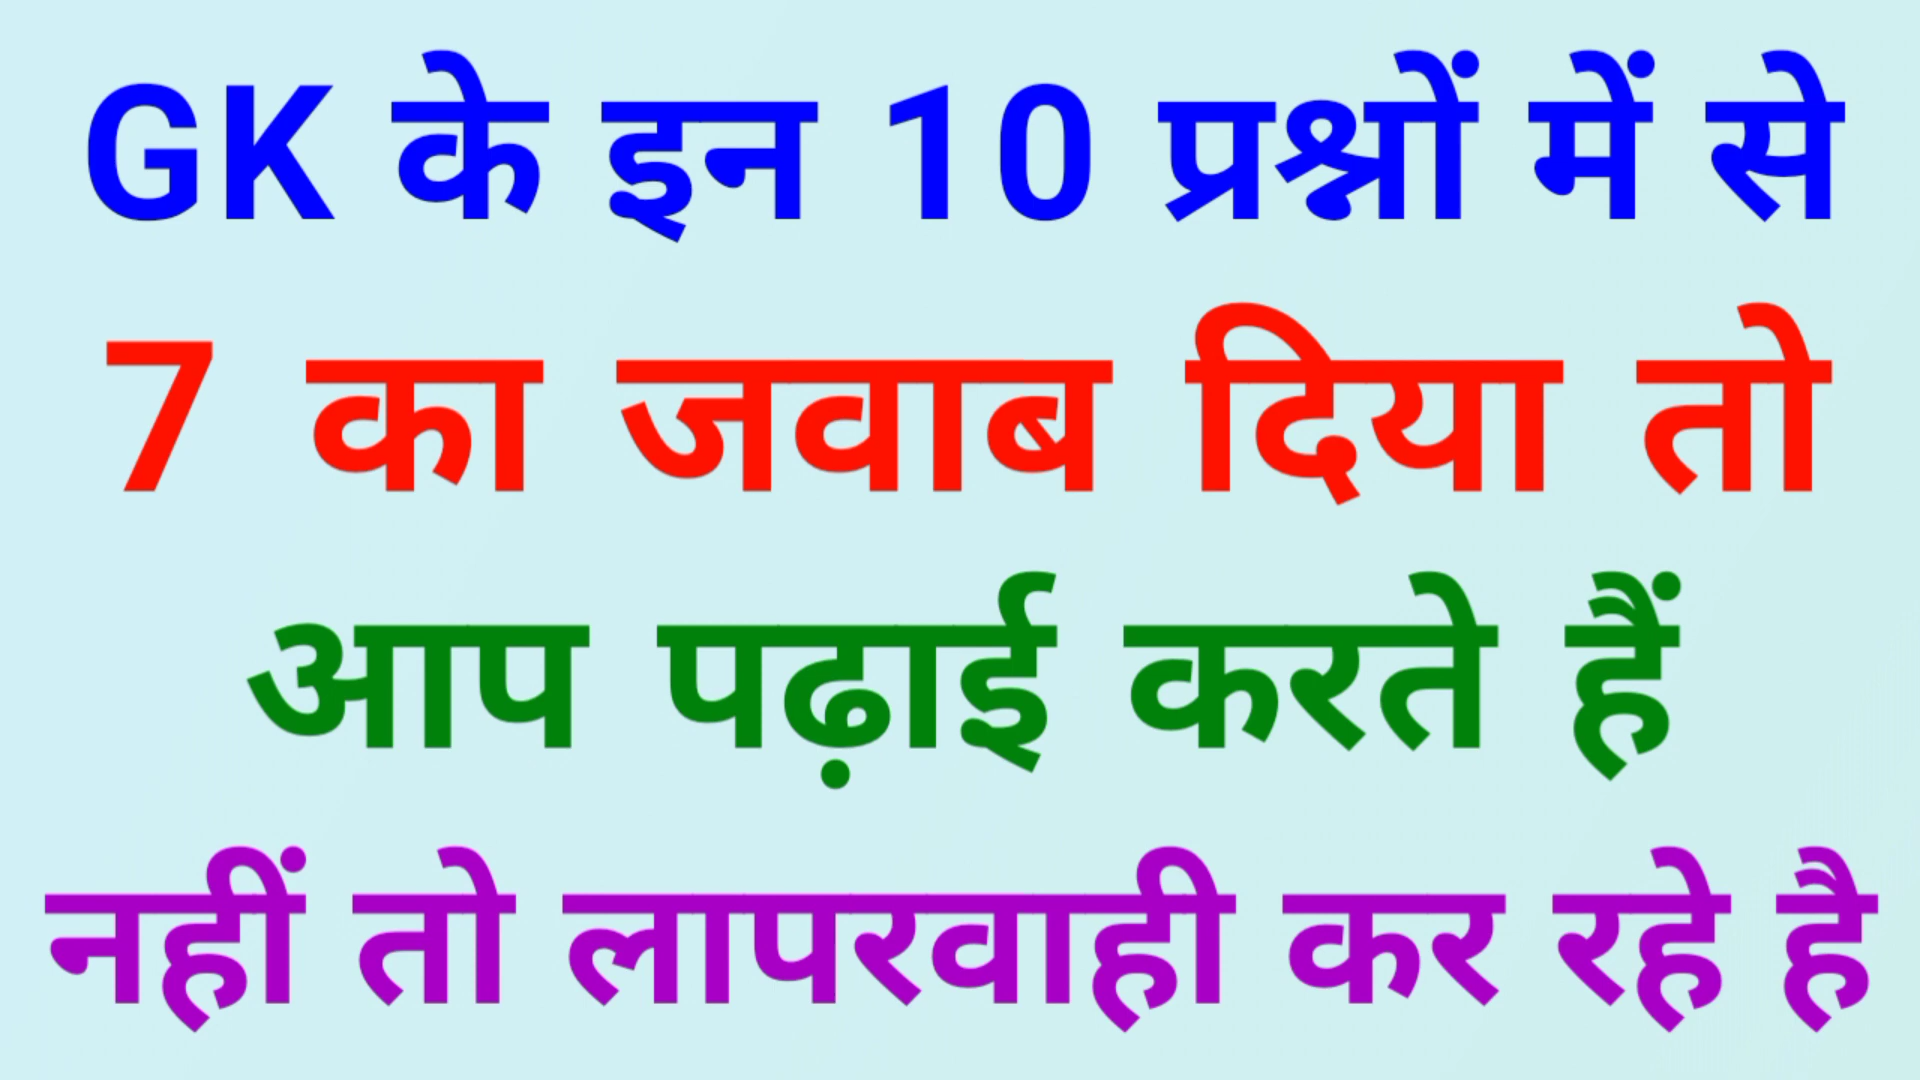 GK के इन 10 प्रश्नों में से
7 का जवाब दिया तो
आप पढ़ाई करते हैं
नहीं तो लापरवाही कर रहे है